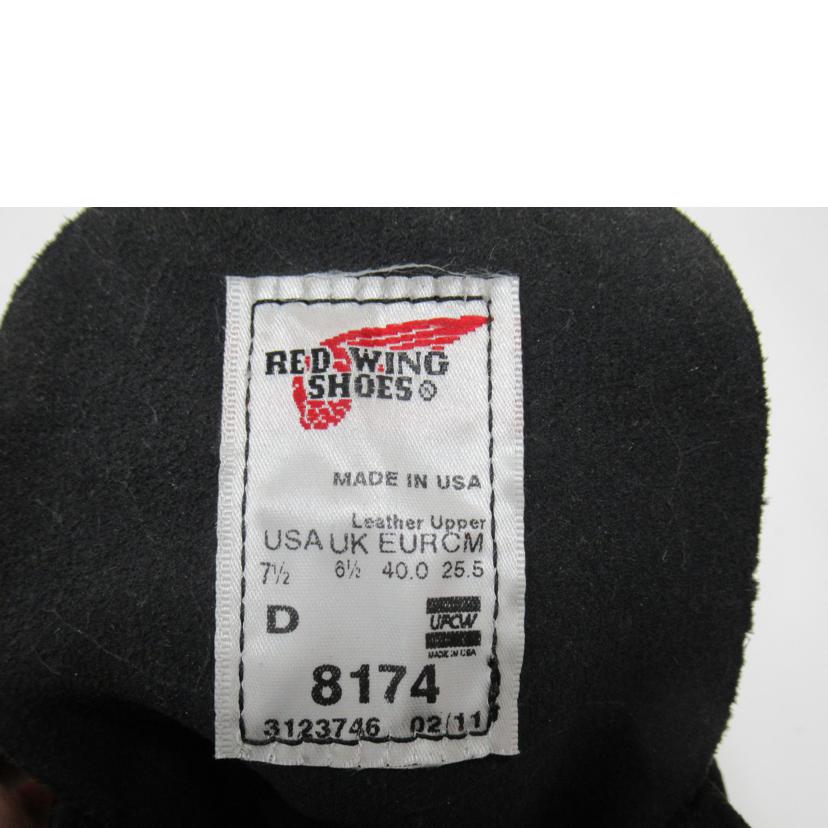 RED WING
SHOES®
MADE IN USA
Leather Upper
USA UK EUR CM
7½ 6½ 40.0 25.5
D
UFCW
MADE IN USA
8174
3123746 02/11